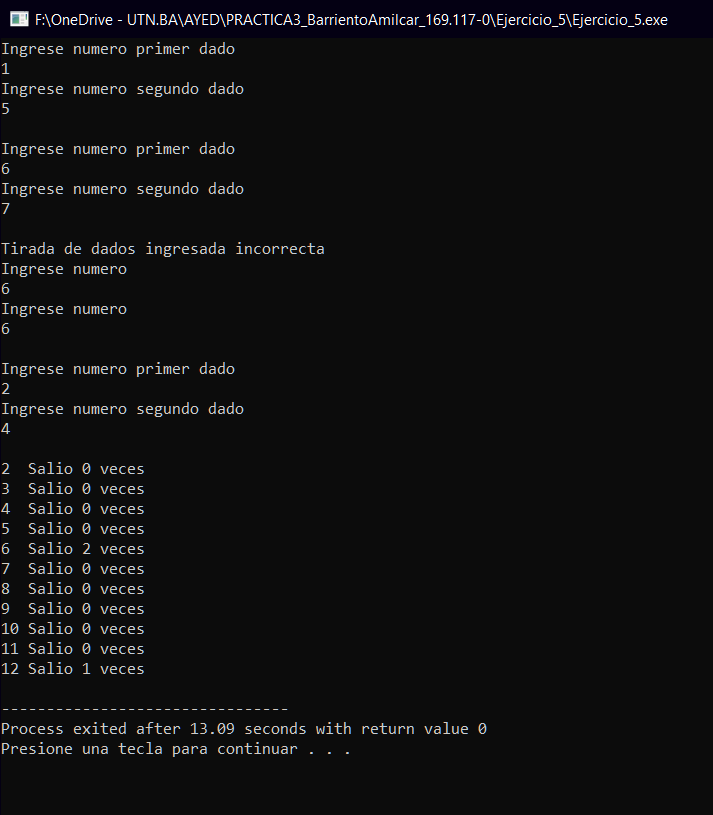 F:\OneDrive - UTN.BA\AYED\PRACTICA3_BarrientoAmilcar_169.117-0\Ejercicio_5\Ejercicio_5.exe
Ingrese numero primer dado
1
Ingrese numero segundo dado
5
Ingrese numero primer dado
6
Ingrese numero segundo dado
7
Tirada de dados ingresada incorrecta
Ingrese numero
6
Ingrese numero
6
Ingrese numero primer dado
2
Ingrese numero segundo dado
4
2  Salio 0 veces
3  Salio 0 veces
4  Salio 0 veces
5  Salio 0 veces
6  Salio 2 veces
7  Salio 0 veces
8  Salio 0 veces
9  Salio 0 veces
10 Salio 0 veces
11 Salio 0 veces
12 Salio 1 veces
--------------------------------
Process exited after 13.09 seconds with return value 0
Presione una tecla para continuar . . .